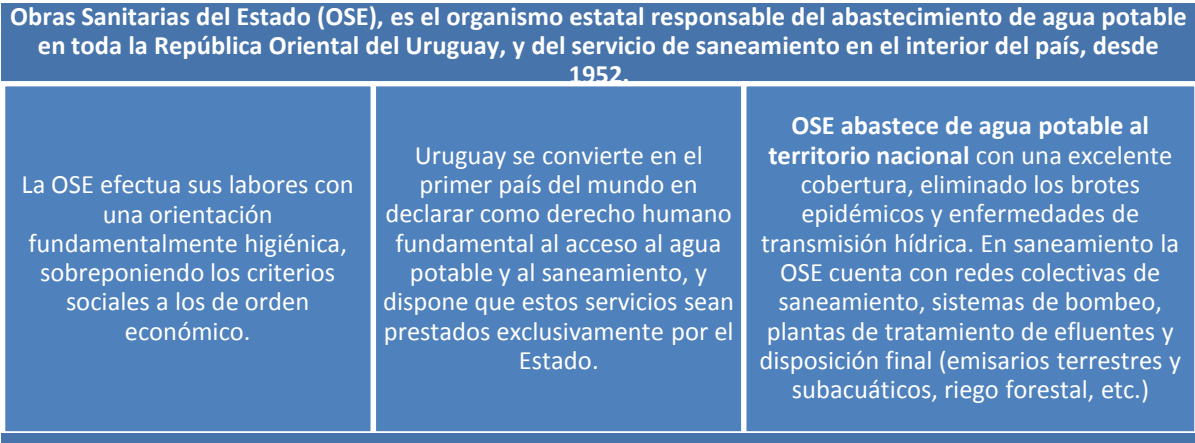 Obras Sanitarias del Estado (OSE), es el organismo estatal responsable del abastecimiento de agua potable
en toda la República Oriental del Uruguay, y del servicio de saneamiento en el interior del país, desde
1952.
La OSE efectua sus labores con
una orientación
fundamentalmente higiénica,
sobreponiendo los criterios
sociales a los de orden
económico.
Uruguay se convierte en el
primer país del mundo en
declarar como derecho humano
fundamental al acceso al agua
potable y al saneamiento, y
dispone que estos servicios sean
prestados exclusivamente por el
Estado.
OSE abastece de agua potable al
territorio nacional con una excelente
cobertura, eliminado los brotes
epidémicos y enfermedades de
transmisión hídrica. En saneamiento la
OSE cuenta con redes colectivas de
saneamiento, sistemas de bombeo,
plantas de tratamiento de efluentes y
disposición final (emisarios terrestres y
subacuáticos, riego forestal, etc.)